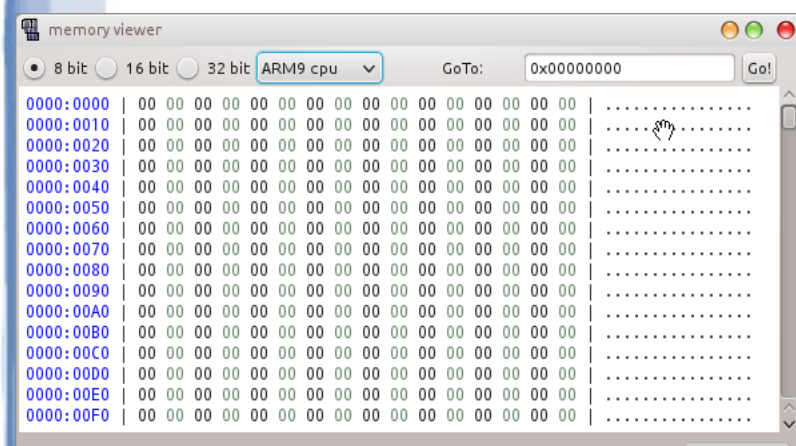 memory viewer
8 bit 16 bit 32 bit ARM9 cpu GoTo: 0x00000000 Go!
0000:0000 | 00 00 00 00 00 00 00 00 00 00 00 00 00 00 00 00 | ................
0000:0010 | 00 00 00 00 00 00 00 00 00 00 00 00 00 00 00 00 | ................
0000:0020 | 00 00 00 00 00 00 00 00 00 00 00 00 00 00 00 00 | ................
0000:0030 | 00 00 00 00 00 00 00 00 00 00 00 00 00 00 00 00 | ................
0000:0040 | 00 00 00 00 00 00 00 00 00 00 00 00 00 00 00 00 | ................
0000:0050 | 00 00 00 00 00 00 00 00 00 00 00 00 00 00 00 00 | ................
0000:0060 | 00 00 00 00 00 00 00 00 00 00 00 00 00 00 00 00 | ................
0000:0070 | 00 00 00 00 00 00 00 00 00 00 00 00 00 00 00 00 | ................
0000:0080 | 00 00 00 00 00 00 00 00 00 00 00 00 00 00 00 00 | ................
0000:0090 | 00 00 00 00 00 00 00 00 00 00 00 00 00 00 00 00 | ................
0000:00A0 | 00 00 00 00 00 00 00 00 00 00 00 00 00 00 00 00 | ................
0000:00B0 | 00 00 00 00 00 00 00 00 00 00 00 00 00 00 00 00 | ................
0000:00C0 | 00 00 00 00 00 00 00 00 00 00 00 00 00 00 00 00 | ................
0000:00D0 | 00 00 00 00 00 00 00 00 00 00 00 00 00 00 00 00 | ................
0000:00E0 | 00 00 00 00 00 00 00 00 00 00 00 00 00 00 00 00 | ................
0000:00F0 | 00 00 00 00 00 00 00 00 00 00 00 00 00 00 00 00 | ................